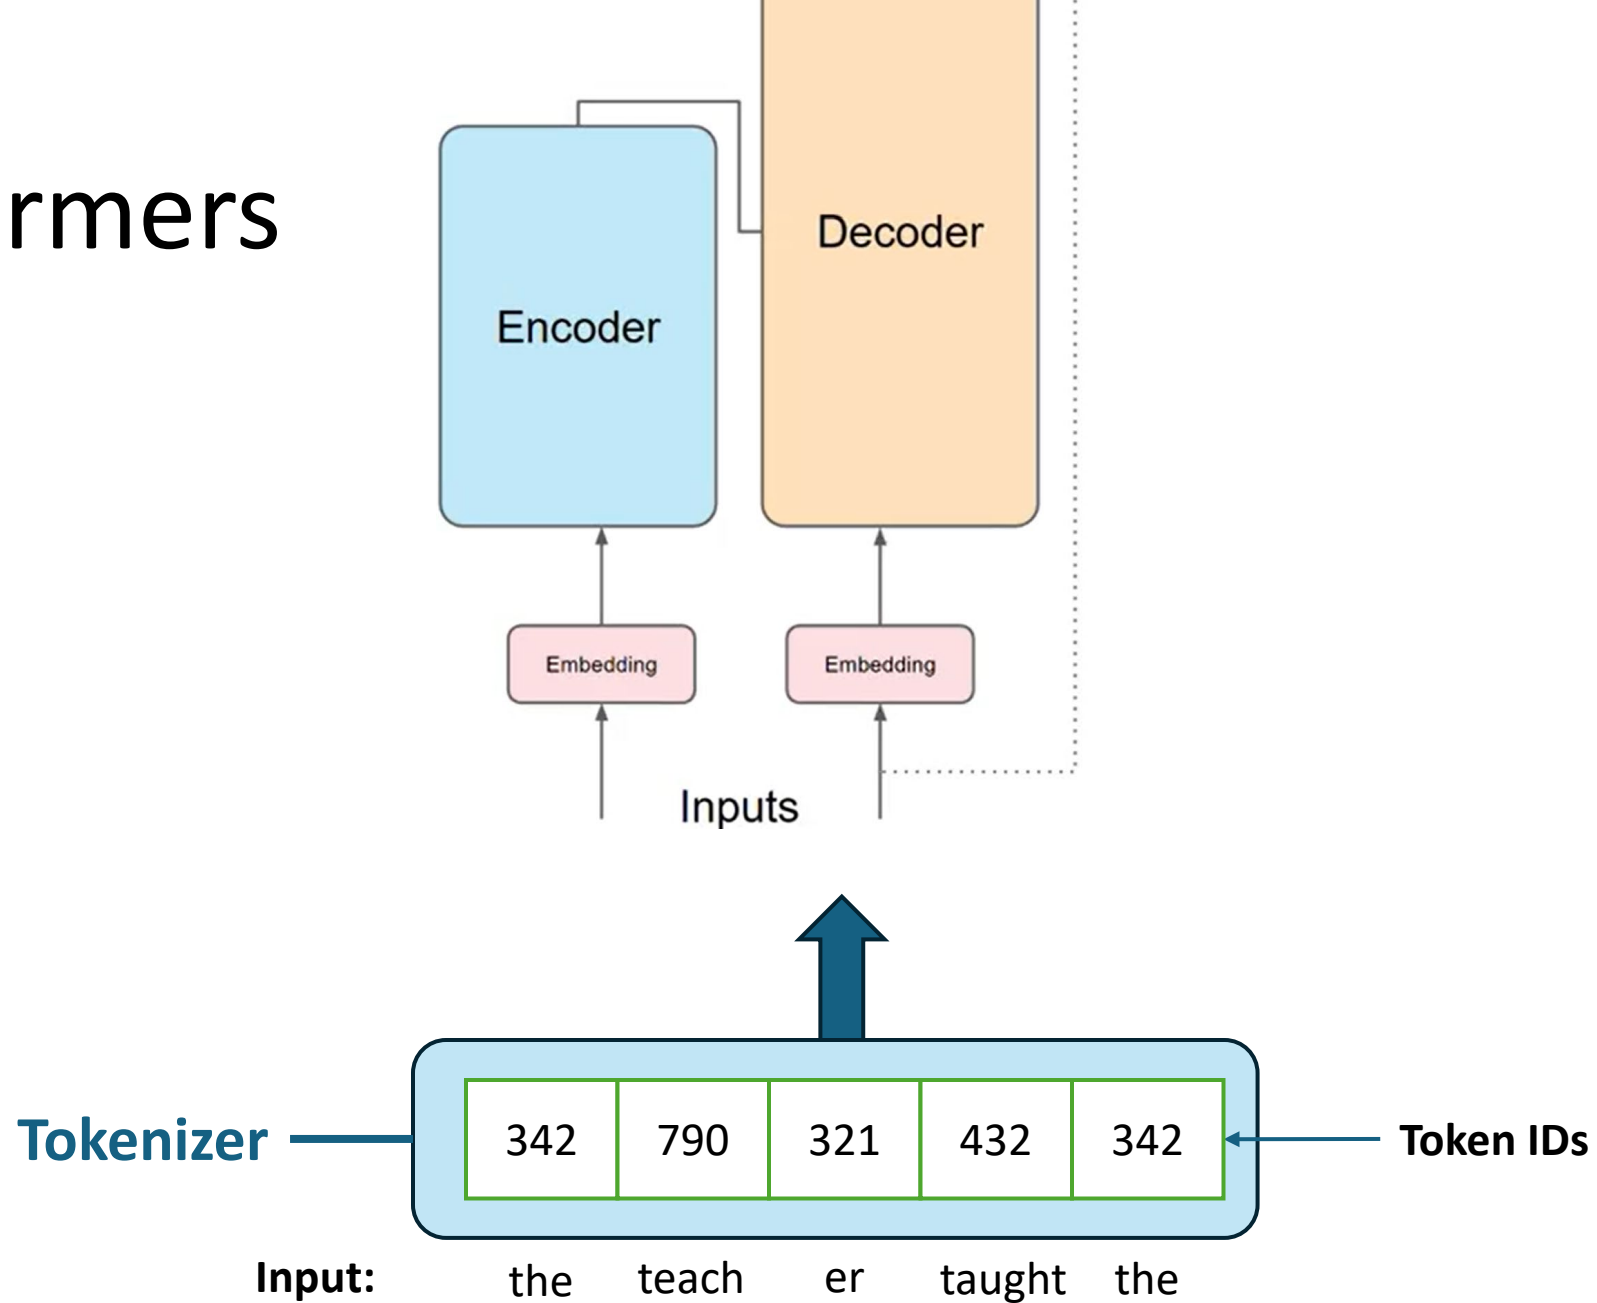 rmers
Decoder
Encoder
Embedding Embedding
Inputs
Tokenizer 342 790 321 432 342 Token IDs
Input: the teach er taught the